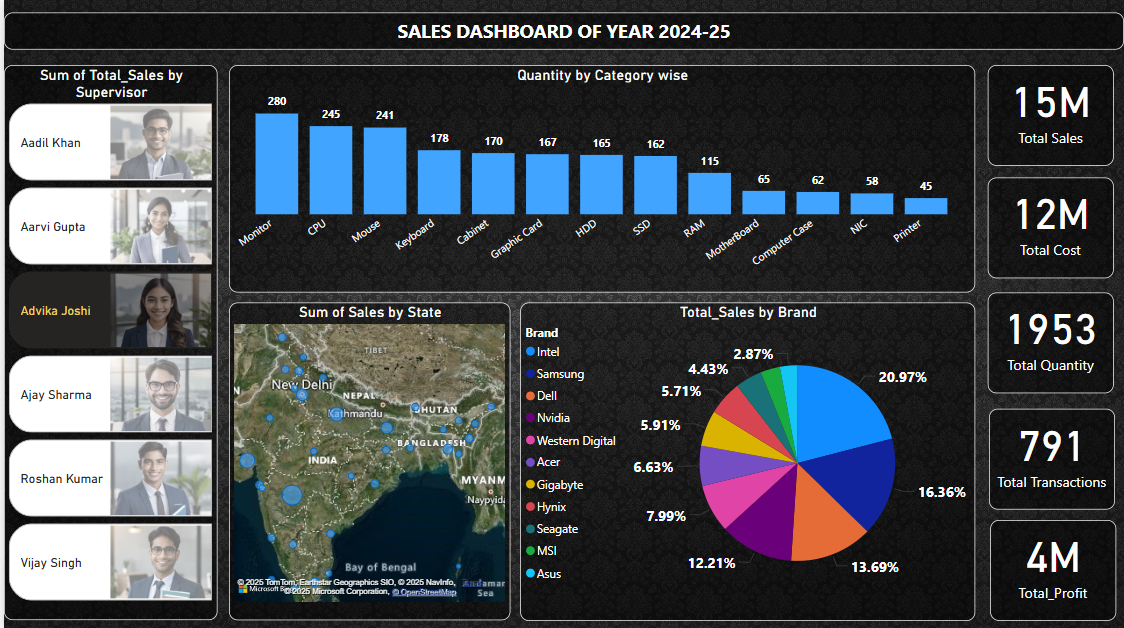 SALES DASHBOARD OF YEAR 2024-25
Sum of Total_Sales by
Supervisor
Aadil Khan
Aarvi Gupta
Advika Joshi
Ajay Sharma
Roshan Kumar
Vijay Singh
Quantity by Category wise
280
245
241
178
170
167
165
162
115
65
62
58
45
Monitor
CPU
Mouse
Keyboard
Cabinet
Graphic Card
HDD
SSD
RAM
MotherBoard
Computer Case
NIC
Printer
Sum of Sales by State
TIBET
New Delhi
NEPAL
Kathmandu
BHUTAN
BANGLADESH
INDIA
MYANM
Naypyida
Bay of Bengal
Andamar
Sea
© 2025 TomTom, Earthstar Geographics SIO, © 2025 NavInfo,
© 2025 Microsoft Corporation, © OpenStreetMap
Microsoft
Total_Sales by Brand
Brand
Intel
Samsung
Dell
Nvidia
Western Digital
Acer
Gigabyte
Hynix
Seagate
MSI
Asus
20.97%
16.36%
13.69%
12.21%
7.99%
6.63%
5.91%
5.71%
4.43%
2.87%
15M
Total Sales
12M
Total Cost
1953
Total Quantity
791
Total Transactions
4M
Total_Profit